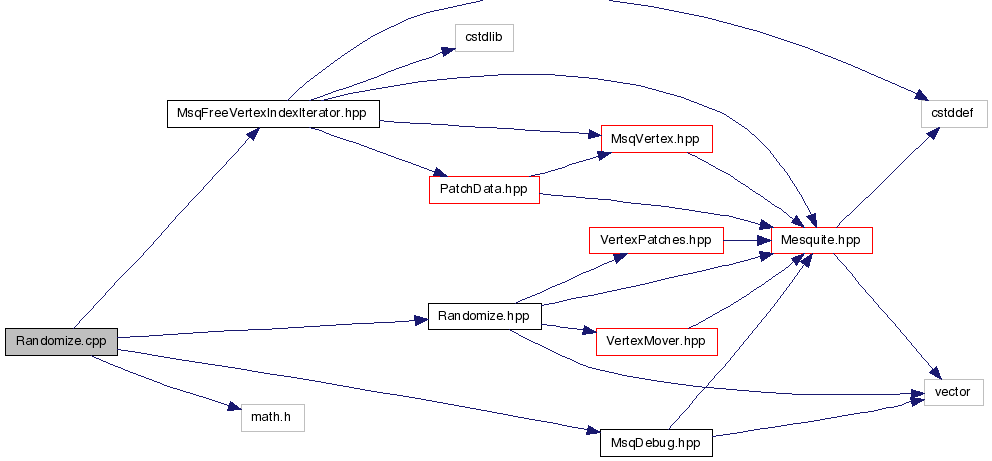 cstdlib
MsqFreeVertexIndexIterator.hpp
cstddef
MsqVertex.hpp
PatchData.hpp
VertexPatches.hpp
Mesquite.hpp
Randomize.hpp
Randomize.cpp
VertexMover.hpp
vector
math.h
MsqDebug.hpp